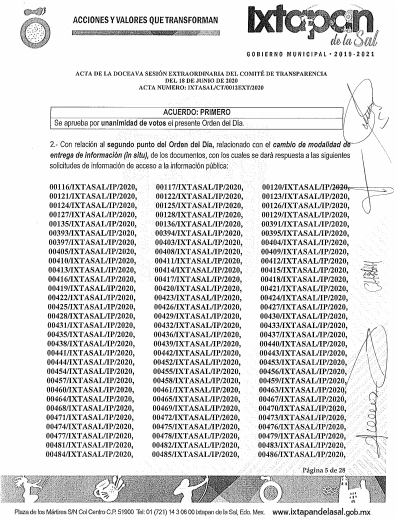 ACCIONES Y VALORES QUE TRANSFORMAN
Ixtapan
de la Sal
GOBIERNO MUNICIPAL • 2019-2021
ACTA DE LA DOCEAVA SESIÓN EXTRAORDINARIA DEL COMITÉ DE TRANSPARENCIA
DEL 18 DE JUNIO DE 2020
ACTA NUMERO: IXTASAL/CT/0012EXT/2020
ACUERDO: PRIMERO
Se aprueba por unanimidad de votos el presente Orden del Día.
2.- Con relación al segundo punto del Orden del Día, relacionado con el cambio de modalidad de
entrega de información (in situ), de los documentos, con los cuales se dará respuesta a las siguientes
solicitudes de información de acceso a la información pública:
00116/IXTASAL/IP/2020, 00117/IXTASAL/IP/2020, 00120/IXTASAL/IP/2020,
00121/IXTASAL/IP/2020, 00122/IXTASAL/IP/2020, 00123/IXTASAL/IP/2020,
00124/IXTASAL/IP/2020, 00125/IXTASAL/IP/2020, 00126/IXTASAL/IP/2020,
00127/IXTASAL/IP/2020, 00128/IXTASAL/IP/2020, 00129/IXTASAL/IP/2020,
00135/IXTASAL/IP/2020, 00136/IXTASAL/IP/2020, 00391/IXTASAL/IP/2020,
00393/IXTASAL/IP/2020, 00394/IXTASAL/IP/2020, 00395/IXTASAL/IP/2020,
00397/IXTASAL/IP/2020, 00403/IXTASAL/IP/2020, 00404/IXTASAL/IP/2020,
00405/IXTASAL/IP/2020, 00408/IXTASAL/IP/2020, 00409/IXTASAL/IP/2020,
00410/IXTASAL/IP/2020, 00411/IXTASAL/IP/2020, 00412/IXTASAL/IP/2020,
00413/IXTASAL/IP/2020, 00414/IXTASAL/IP/2020, 00415/IXTASAL/IP/2020,
00416/IXTASAL/IP/2020, 00417/IXTASAL/IP/2020, 00418/IXTASAL/IP/2020,
00419/IXTASAL/IP/2020, 00420/IXTASAL/IP/2020, 00421/IXTASAL/IP/2020,
00422/IXTASAL/IP/2020, 00423/IXTASAL/IP/2020, 00424/IXTASAL/IP/2020,
00425/IXTASAL/IP/2020, 00426/IXTASAL/IP/2020, 00427/IXTASAL/IP/2020,
00428/IXTASAL/IP/2020, 00429/IXTASAL/IP/2020, 00430/IXTASAL/IP/2020,
00431/IXTASAL/IP/2020, 00432/IXTASAL/IP/2020, 00433/IXTASAL/IP/2020,
00435/IXTASAL/IP/2020, 00436/IXTASAL/IP/2020, 00437/IXTASAL/IP/2020,
00438/IXTASAL/IP/2020, 00439/IXTASAL/IP/2020, 00440/IXTASAL/IP/2020,
00441/IXTASAL/IP/2020, 00442/IXTASAL/IP/2020, 00443/IXTASAL/IP/2020,
00444/IXTASAL/IP/2020, 00452/IXTASAL/IP/2020, 00453/IXTASAL/IP/2020,
00454/IXTASAL/IP/2020, 00455/IXTASAL/IP/2020, 00456/IXTASAL/IP/2020,
00457/IXTASAL/IP/2020, 00458/IXTASAL/IP/2020, 00459/IXTASAL/IP/2020,
00460/IXTASAL/IP/2020, 00461/IXTASAL/IP/2020, 00463/IXTASAL/IP/2020,
00464/IXTASAL/IP/2020, 00465/IXTASAL/IP/2020, 00467/IXTASAL/IP/2020,
00468/IXTASAL/IP/2020, 00469/IXTASAL/IP/2020, 00470/IXTASAL/IP/2020,
00471/IXTASAL/IP/2020, 00472/IXTASAL/IP/2020, 00473/IXTASAL/IP/2020,
00474/IXTASAL/IP/2020, 00475/IXTASAL/IP/2020, 00476/IXTASAL/IP/2020,
00477/IXTASAL/IP/2020, 00478/IXTASAL/IP/2020, 00479/IXTASAL/IP/2020,
00481/IXTASAL/IP/2020, 00482/IXTASAL/IP/2020, 00483/IXTASAL/IP/2020,
00484/IXTASAL/IP/2020, 00485/IXTASAL/IP/2020, 00486/IXTASAL/IP/2020,
Página 5 de 28
Plaza de los Mártires S/N Col Centro C.P. 51900 Tel: 01 (721) 14 3 06 00 Ixtapan de la Sal, Edo. Mex. www.ixtapandelasal.gob.mx